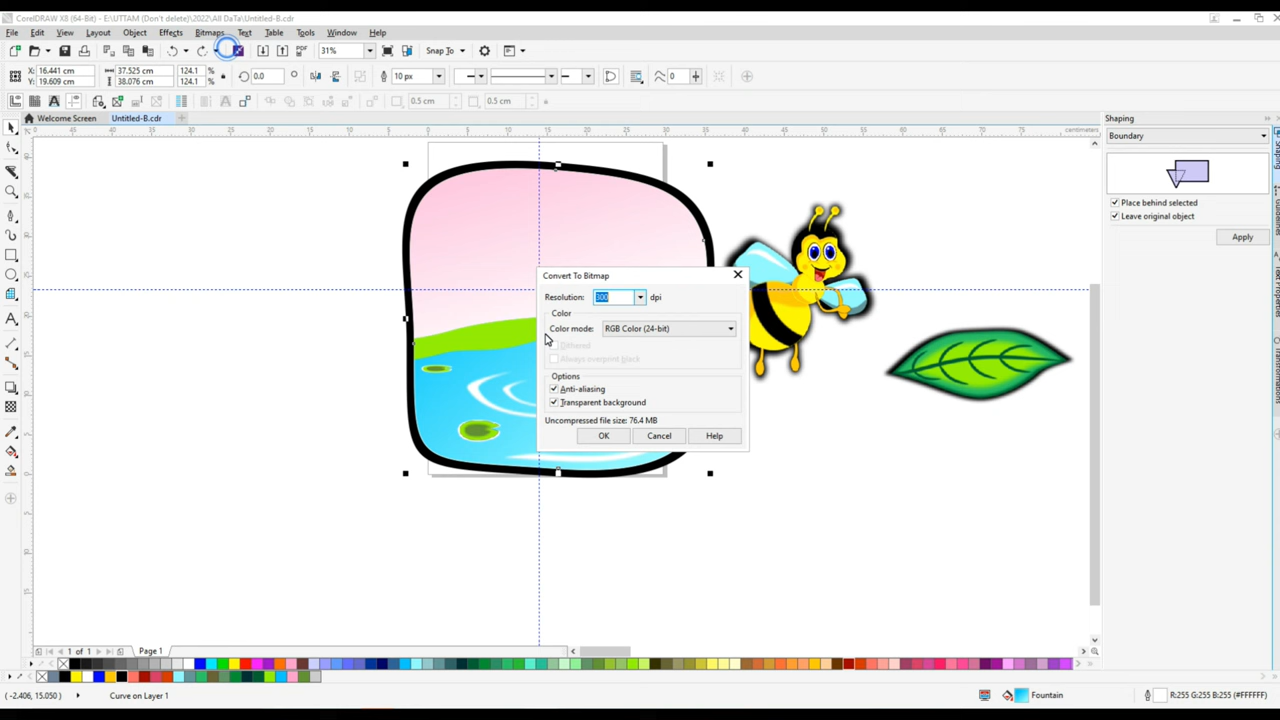 CorelDRAW X8 (64-Bit) - E:\UTTAM (Don't delete)\2022\All DaTa\Untitled-B.cdr
File Edit View Layout Object Effects Bitmaps Text Table Tools Window Help
31% Snap To
X: 16.441 cm 37.525 cm 124.1 % 0.0 10 px 0
Y: 19.609 cm 38.076 cm 124.1 %
0.5 cm 0.5 cm
Welcome Screen Untitled-B.cdr
centimeters
Shaping
Boundary
Place behind selected
Leave original object
Apply
Convert To Bitmap
Resolution: 300 dpi
Color
Color mode: RGB Color (24-bit)
Dithered
Always overprint black
Options
Anti-aliasing
Transparent background
Uncompressed file size: 76.4 MB
OK Cancel Help
1 of 1 Page 1
(-2.406, 15.050) Curve on Layer 1 Fountain R:255 G:255 B:255 (#FFFFFF)